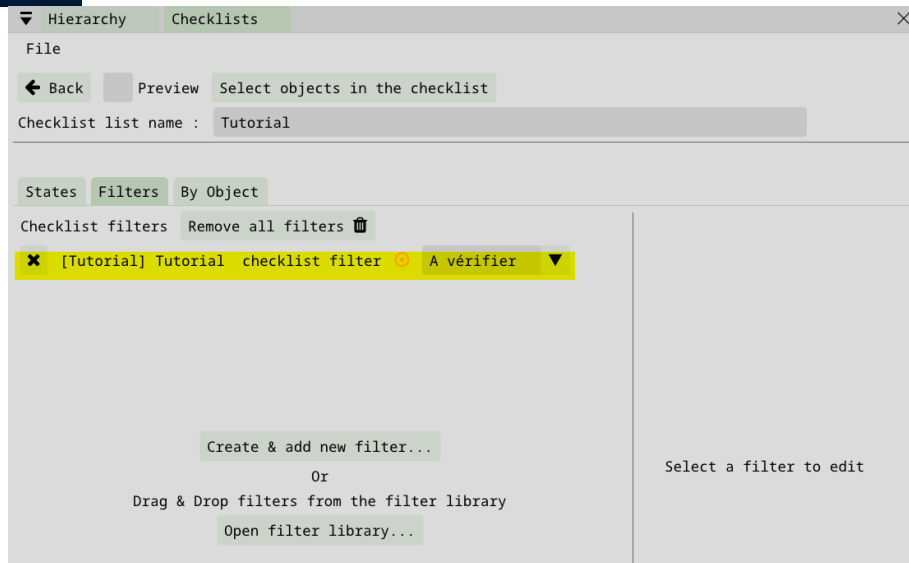 Hierarchy Checklists
File
Back Preview Select objects in the checklist
Checklist list name : Tutorial
States Filters By Object
Checklist filters Remove all filters
[Tutorial] Tutorial checklist filter A vérifier
Create & add new filter...
Or
Drag & Drop filters from the filter library
Open filter library...
Select a filter to edit